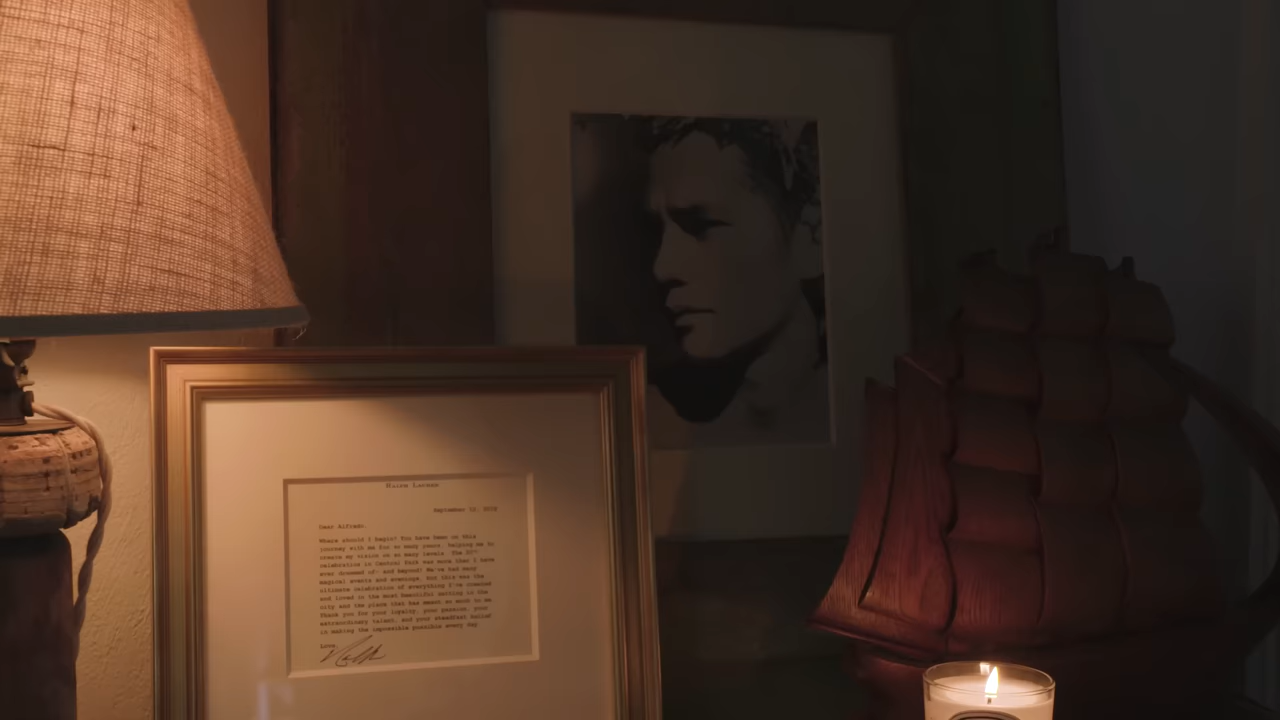 September 12, 2018
Dear Alfredo,
Where should I begin! You have been on this
journey with me for so many years, helping me to
create my vision on so many levels. The 50th
celebration in Central Park was more than I have
ever dreamed of- and beyond! We've had many
magical events and evenings, but this was the
ultimate celebration of everything I've created
and loved in the most beautiful setting in the
city and the place that has meant so much to me
Thank you for your loyalty, your passion, your
extraordinary talent, and your steadfast belief
in making the impossible possible every day
Love,